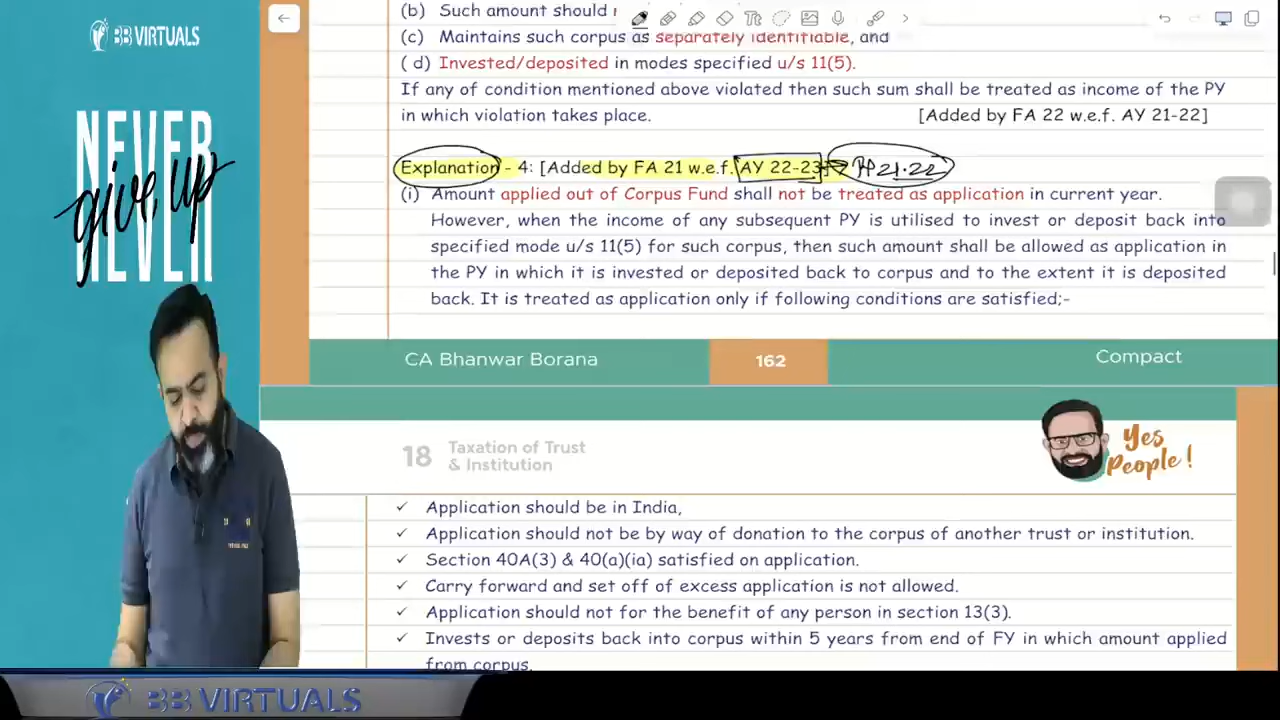 BB VIRTUALS
NEVER
give up
NEVER
(b) Such amount should
(c) Maintains such corpus as separately identifiable, and
( d) Invested/deposited in modes specified u/s 11(5).
If any of condition mentioned above violated then such sum shall be treated as income of the PY
in which violation takes place. [Added by FA 22 w.e.f. AY 21-22]
Explanation - 4: [Added by FA 21 w.e.f. AY 22-23] PY 21-22
(i) Amount applied out of Corpus Fund shall not be treated as application in current year.
However, when the income of any subsequent PY is utilised to invest or deposit back into
specified mode u/s 11(5) for such corpus, then such amount shall be allowed as application in
the PY in which it is invested or deposited back to corpus and to the extent it is deposited
back. It is treated as application only if following conditions are satisfied;-
CA Bhanwar Borana 162 Compact
18 Taxation of Trust
& Institution
Yes
People!
✓ Application should be in India,
✓ Application should not be by way of donation to the corpus of another trust or institution.
✓ Section 40A(3) & 40(a)(ia) satisfied on application.
✓ Carry forward and set off of excess application is not allowed.
✓ Application should not for the benefit of any person in section 13(3).
✓ Invests or deposits back into corpus within 5 years from end of FY in which amount applied
from corpus.
BB VIRTUALS